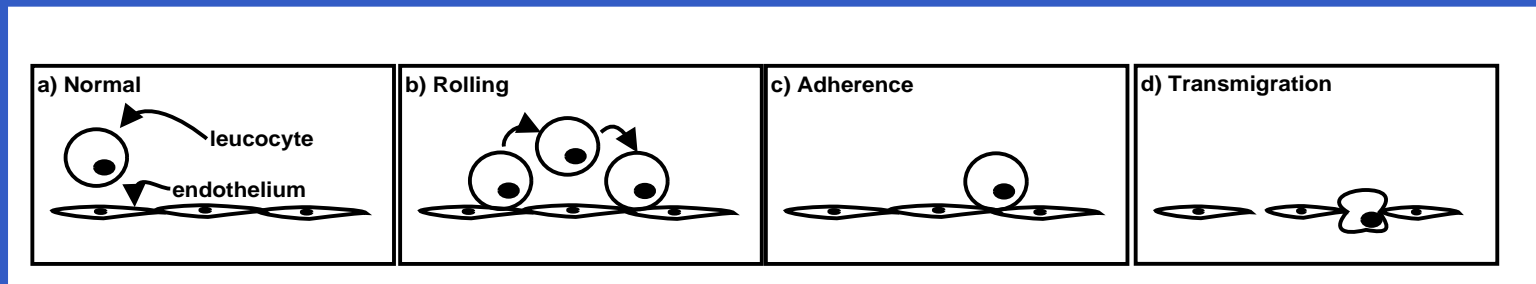 a) Normal
leucocyte
endothelium
b) Rolling
c) Adherence
d) Transmigration